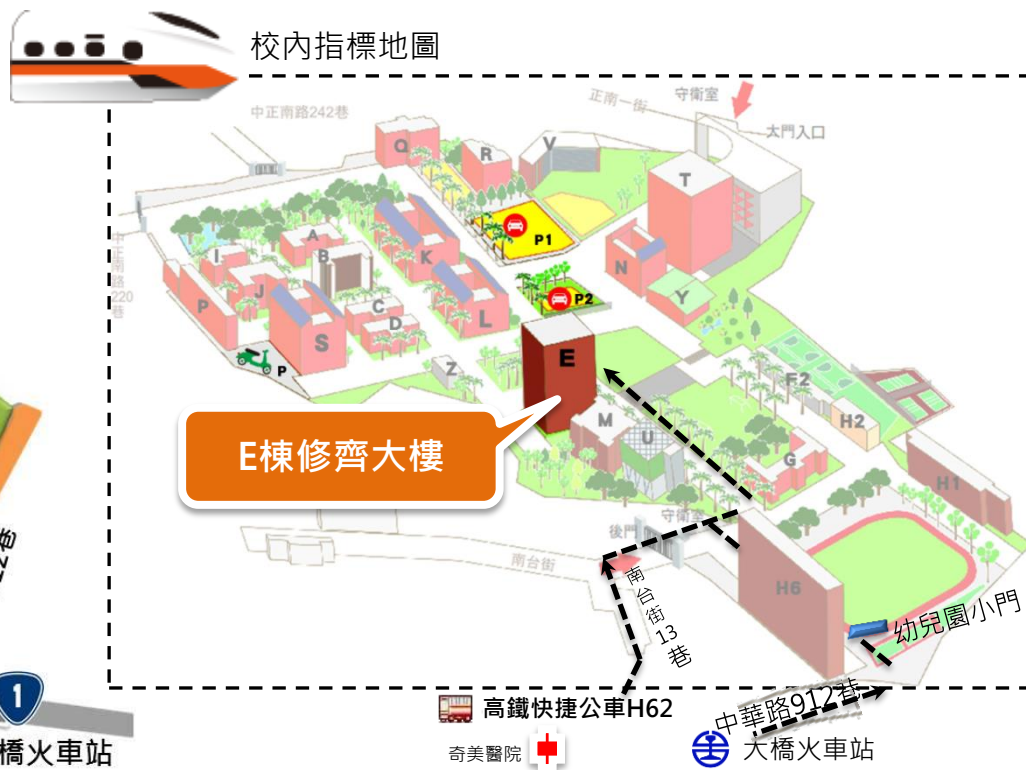 校內指標地圖
中正南路242巷
正南一街
守衛室
大門入口
Q
R
V
T
A
B
K
P1
N
I
J
P
C
D
L
P2
Y
S
P
Z
E
F2
M
U
H2
G
H1
中正南路220巷
E棟修齊大樓
守衛室
後門
南台街
南台街13巷
H6
幼兒園小門
2巷
1
高鐵快捷公車H62
中華路912巷
橋火車站
奇美醫院
大橋火車站